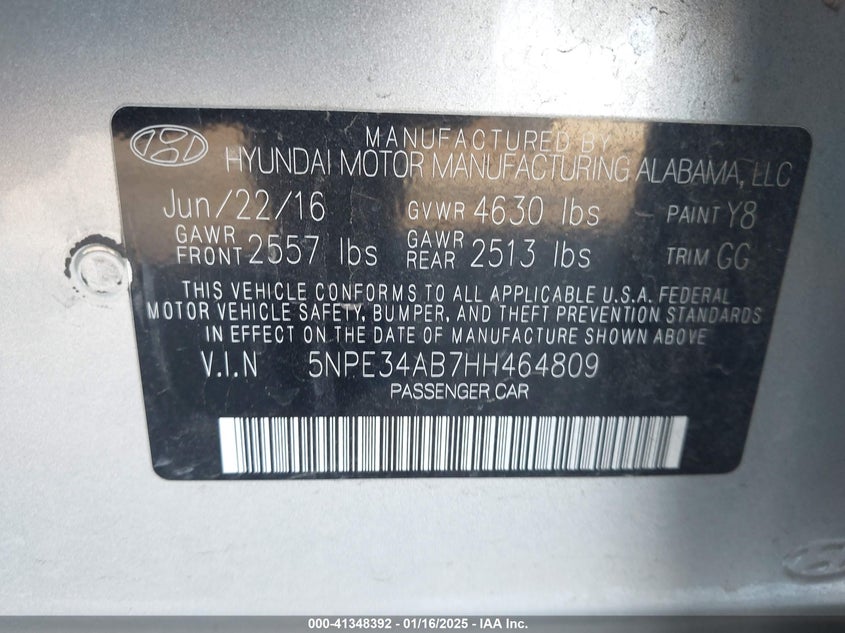 MANUFACTURED BY
HYUNDAI MOTOR MANUFACTURING ALABAMA, LLC
Jun/22/16 GVWR 4630 lbs PAINT Y8
GAWR FRONT 2557 lbs GAWR REAR 2513 lbs TRIM GG
THIS VEHICLE CONFORMS TO ALL APPLICABLE U.S.A. FEDERAL
MOTOR VEHICLE SAFETY, BUMPER, AND THEFT PREVENTION STANDARDS
IN EFFECT ON THE DATE OF MANUFACTURE SHOWN ABOVE
V.I.N 5NPE34AB7HH464809
PASSENGER CAR
000-41348392 - 01/16/2025 - IAA Inc.